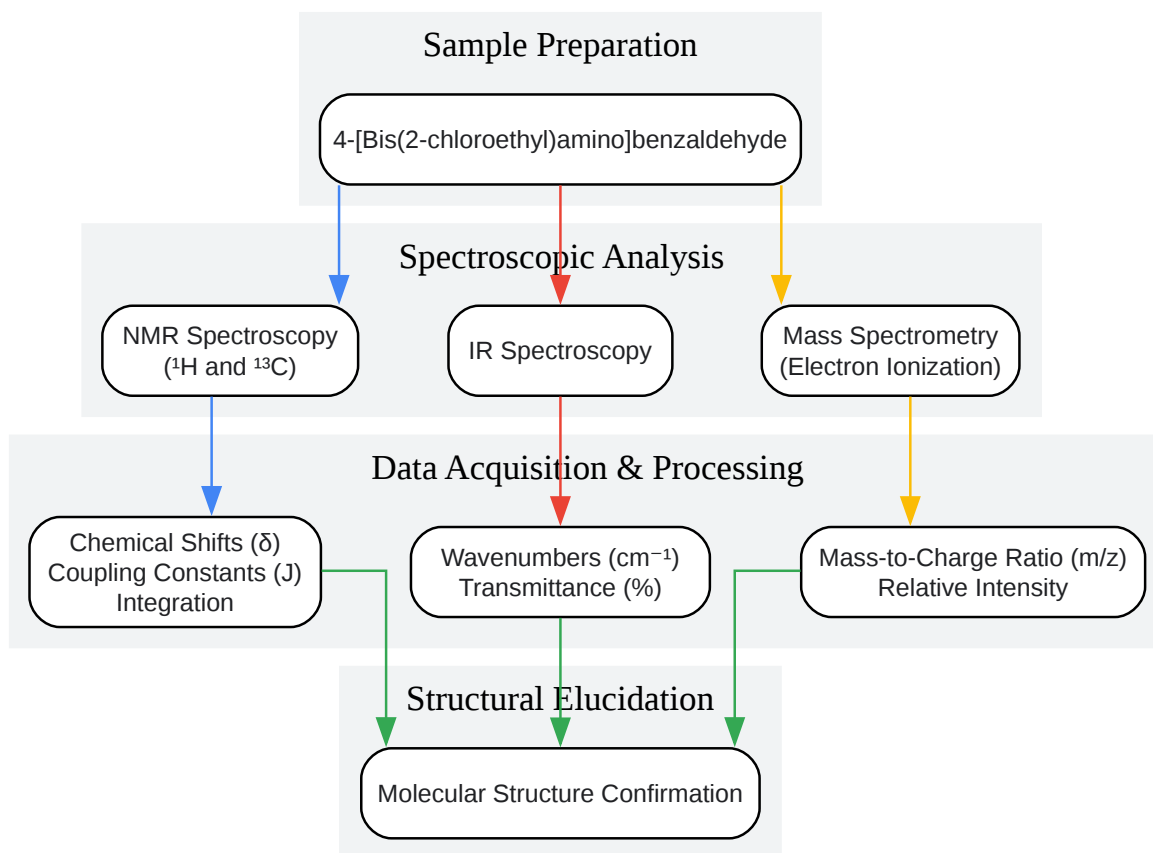 Sample Preparation
4-[Bis(2-chloroethyl)amino]benzaldehyde
Spectroscopic Analysis
NMR Spectroscopy
(¹H and ¹³C)
IR Spectroscopy
Mass Spectrometry
(Electron Ionization)
Data Acquisition & Processing
Chemical Shifts (δ)
Coupling Constants (J)
Integration
Wavenumbers (cm⁻¹)
Transmittance (%)
Mass-to-Charge Ratio (m/z)
Relative Intensity
Structural Elucidation
Molecular Structure Confirmation